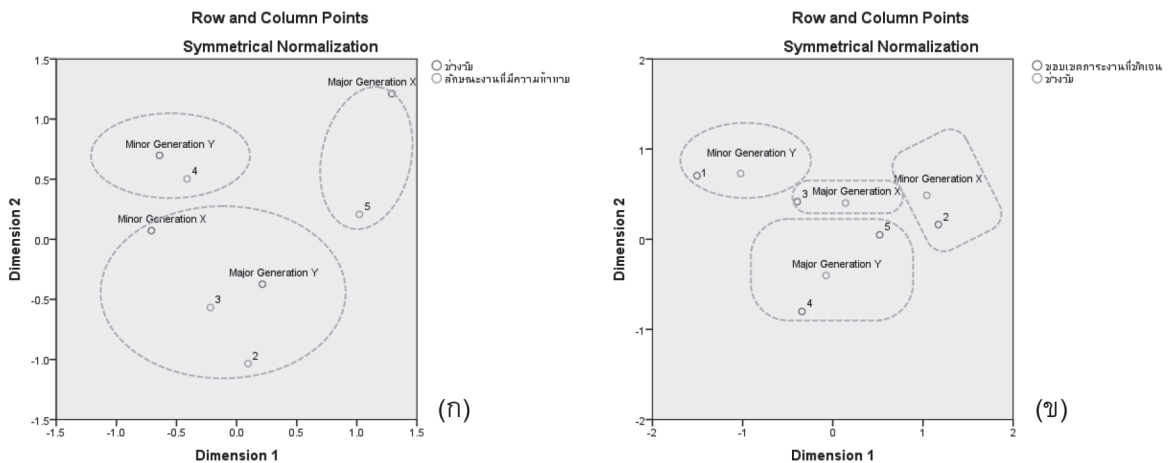 Row and Column Points
Symmetrical Normalization
ช่วงวัย
ลักษณะงานที่มีความท้าทาย
Major Generation X
Minor Generation Y
4
5
Minor Generation X
Major Generation Y
3
2
1.5
1.0
0.5
0.0
-0.5
-1.0
-1.5
Dimension 2
-1.5
-1.0
-0.5
0.0
0.5
1.0
1.5
Dimension 1
(ก)
Row and Column Points
Symmetrical Normalization
ขอบเขตภาระงานที่ชัดเจน
ช่วงวัย
Minor Generation Y
1
3
Major Generation X
Minor Generation X
2
5
Major Generation Y
4
2
1
0
-1
-2
Dimension 2
-2
-1
0
1
2
Dimension 1
(ข)